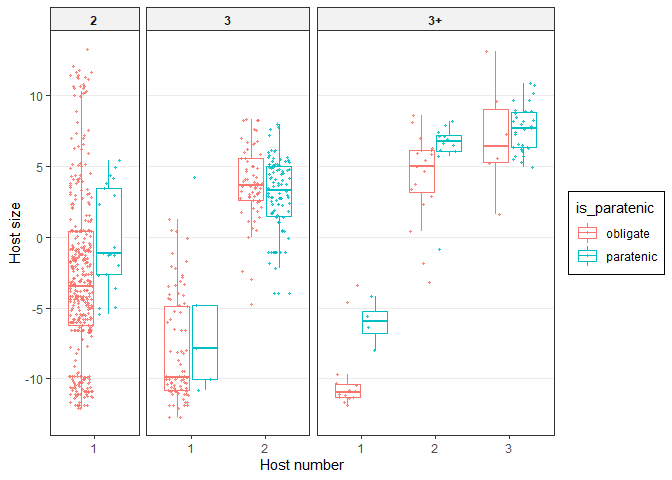 2 3 3+
Host size
10
5
0
-5
-10
1 1 2 1 2 3
Host number
is_paratenic
obligate
paratenic